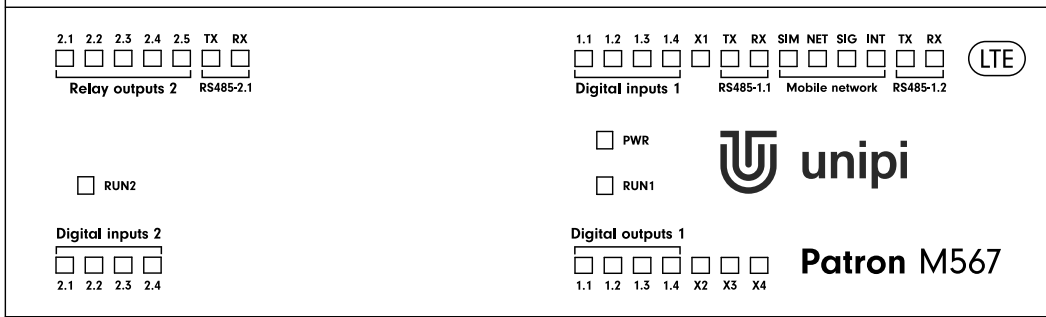 2.1 2.2 2.3 2.4 2.5 TX RX
Relay outputs 2 RS485-2.1
1.1 1.2 1.3 1.4 X1 TX RX SIM NET SIG INT TX RX
Digital inputs 1 RS485-1.1 Mobile network RS485-1.2
LTE
PWR
unipi
RUN2
RUN1
Digital inputs 2
2.1 2.2 2.3 2.4
Digital outputs 1
1.1 1.2 1.3 1.4 X2 X3 X4
Patron M567